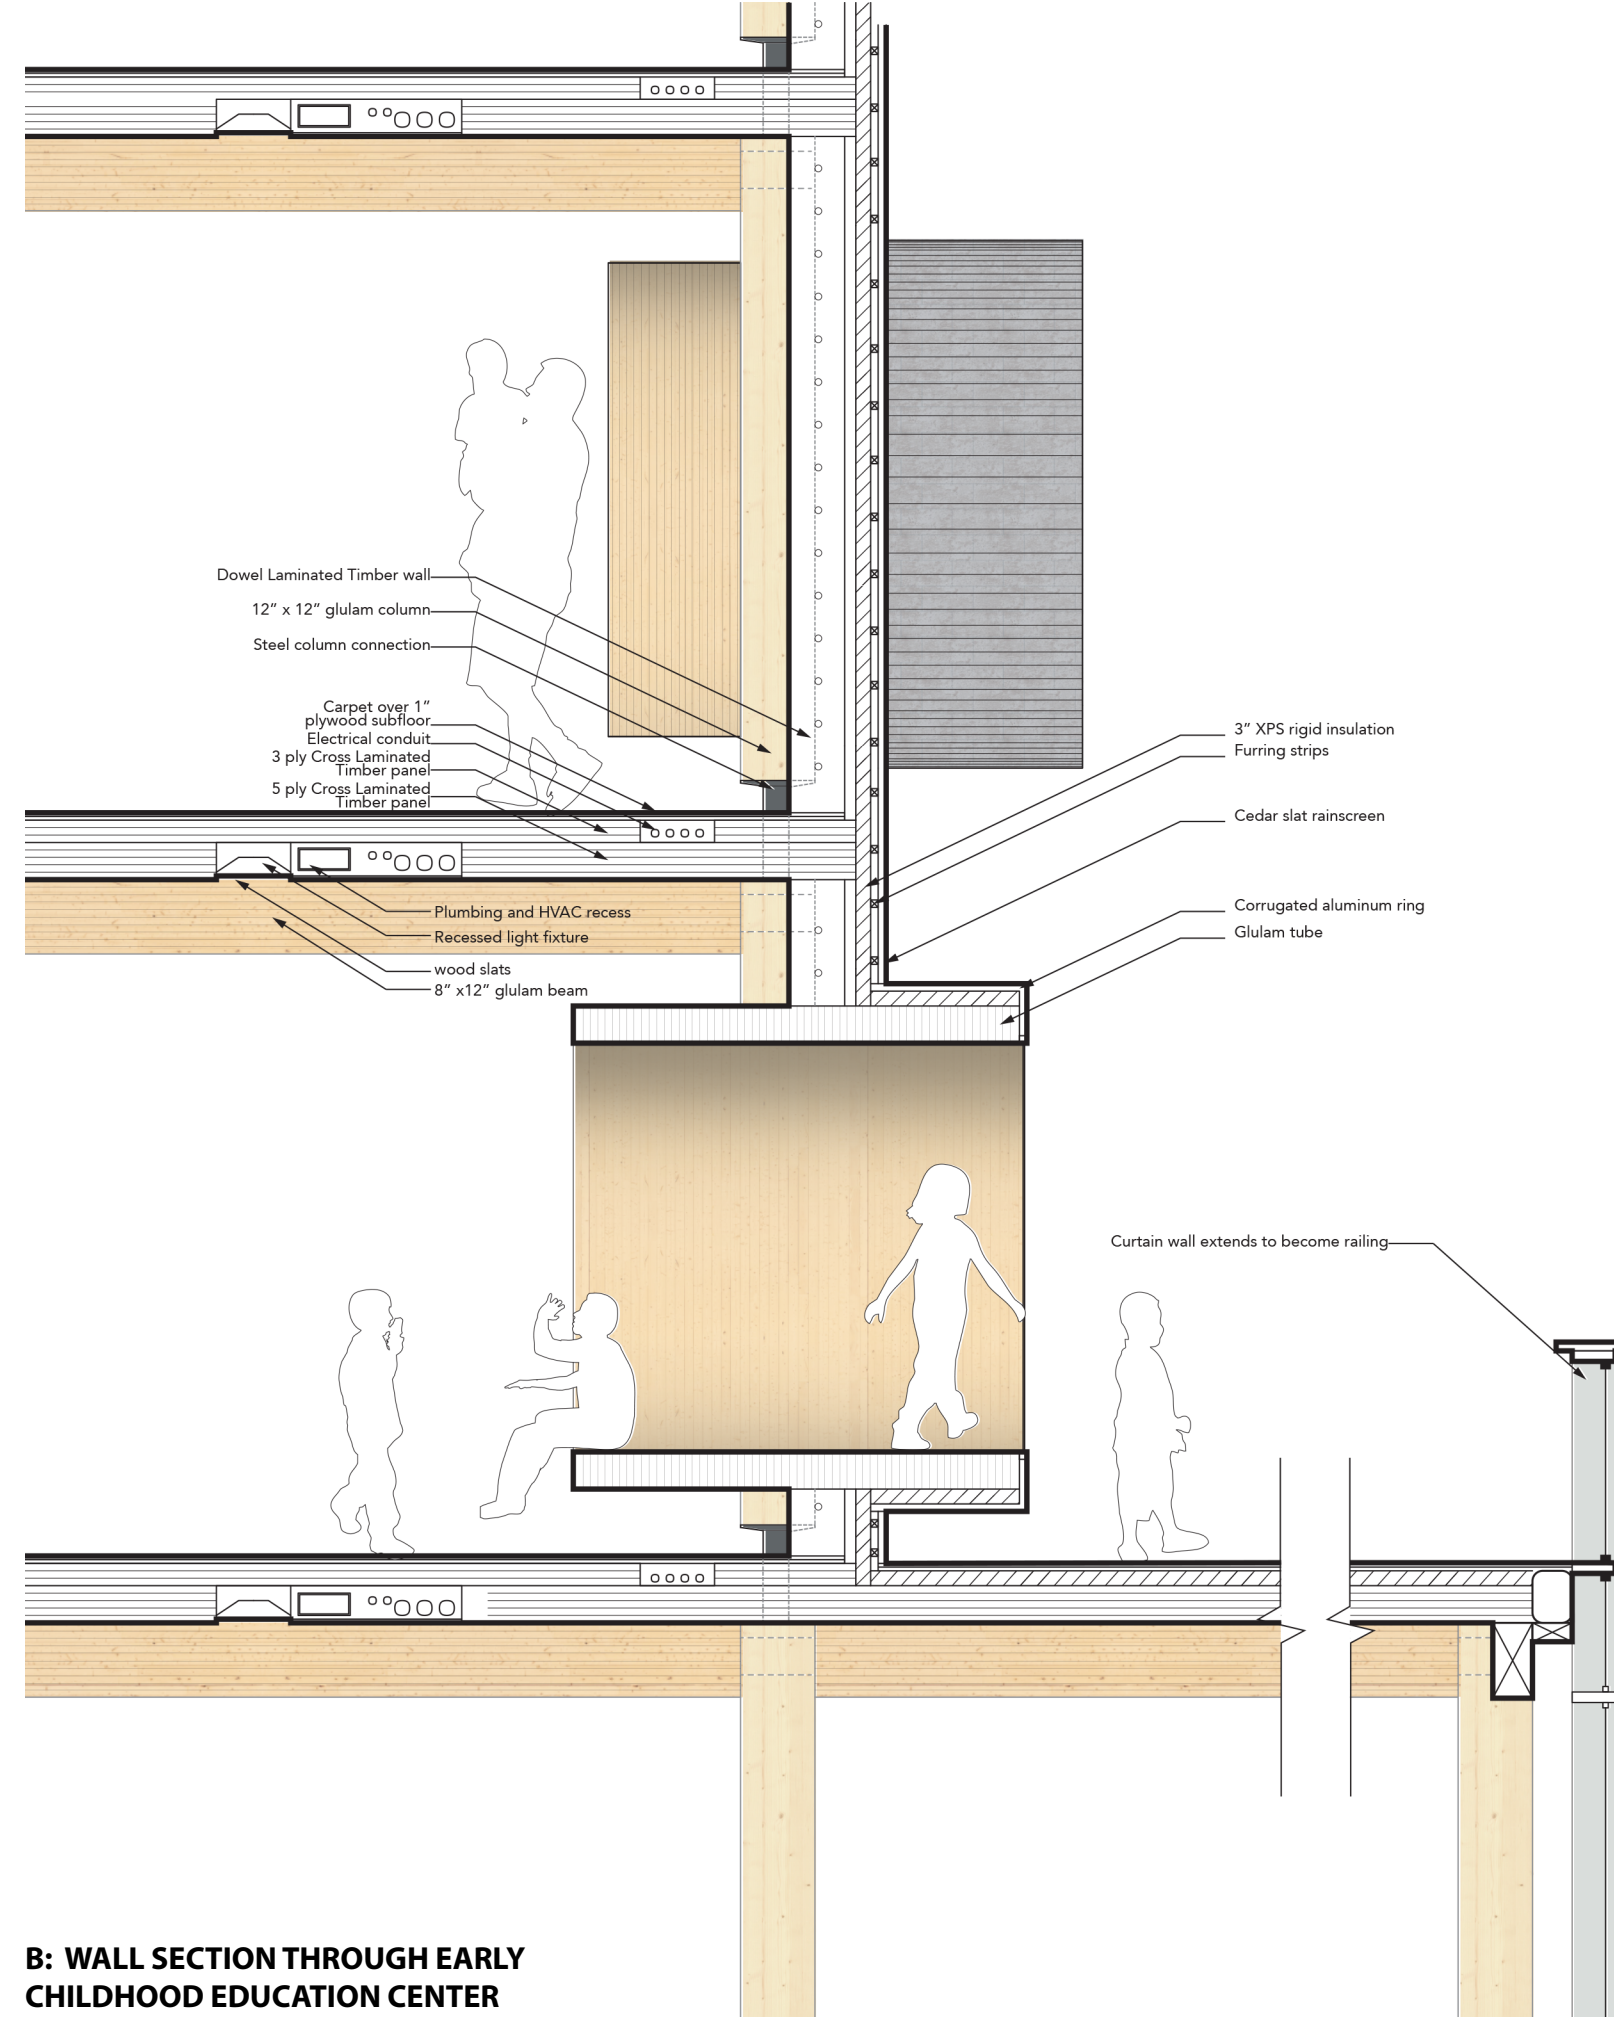 Dowel Laminated Timber wall
12” x 12” glulam column
Steel column connection
Carpet over 1”
plywood subfloor
Electrical conduit
3 ply Cross Laminated
Timber panel
5 ply Cross Laminated
Timber panel
Plumbing and HVAC recess
Recessed light fixture
wood slats
8” x12” glulam beam
3” XPS rigid insulation
Furring strips
Cedar slat rainscreen
Corrugated aluminum ring
Glulam tube
Curtain wall extends to become railing
B: WALL SECTION THROUGH EARLY
CHILDHOOD EDUCATION CENTER